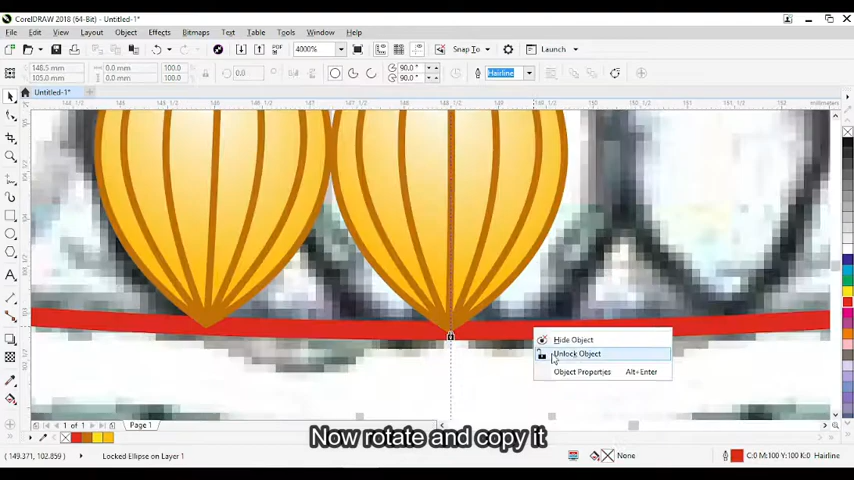 CorelDRAW 2018 (64-Bit) - Untitled-1*
File Edit View Layout Object Effects Bitmaps Text Table Tools Window Help
4000% Snap To Launch
148.5 mm 0.0 mm 100.0 0.0 90.0 ° Hairline
105.0 mm 0.0 mm 100.0 90.0 °
Untitled-1*
millimeters
Hide Object
Unlock Object
Object Properties Alt+Enter
1 of 1 Page 1
Now rotate and copy it
(149.371, 102.859) Locked Ellipse on Layer 1 None C:0 M:100 Y:100 K:0 Hairline